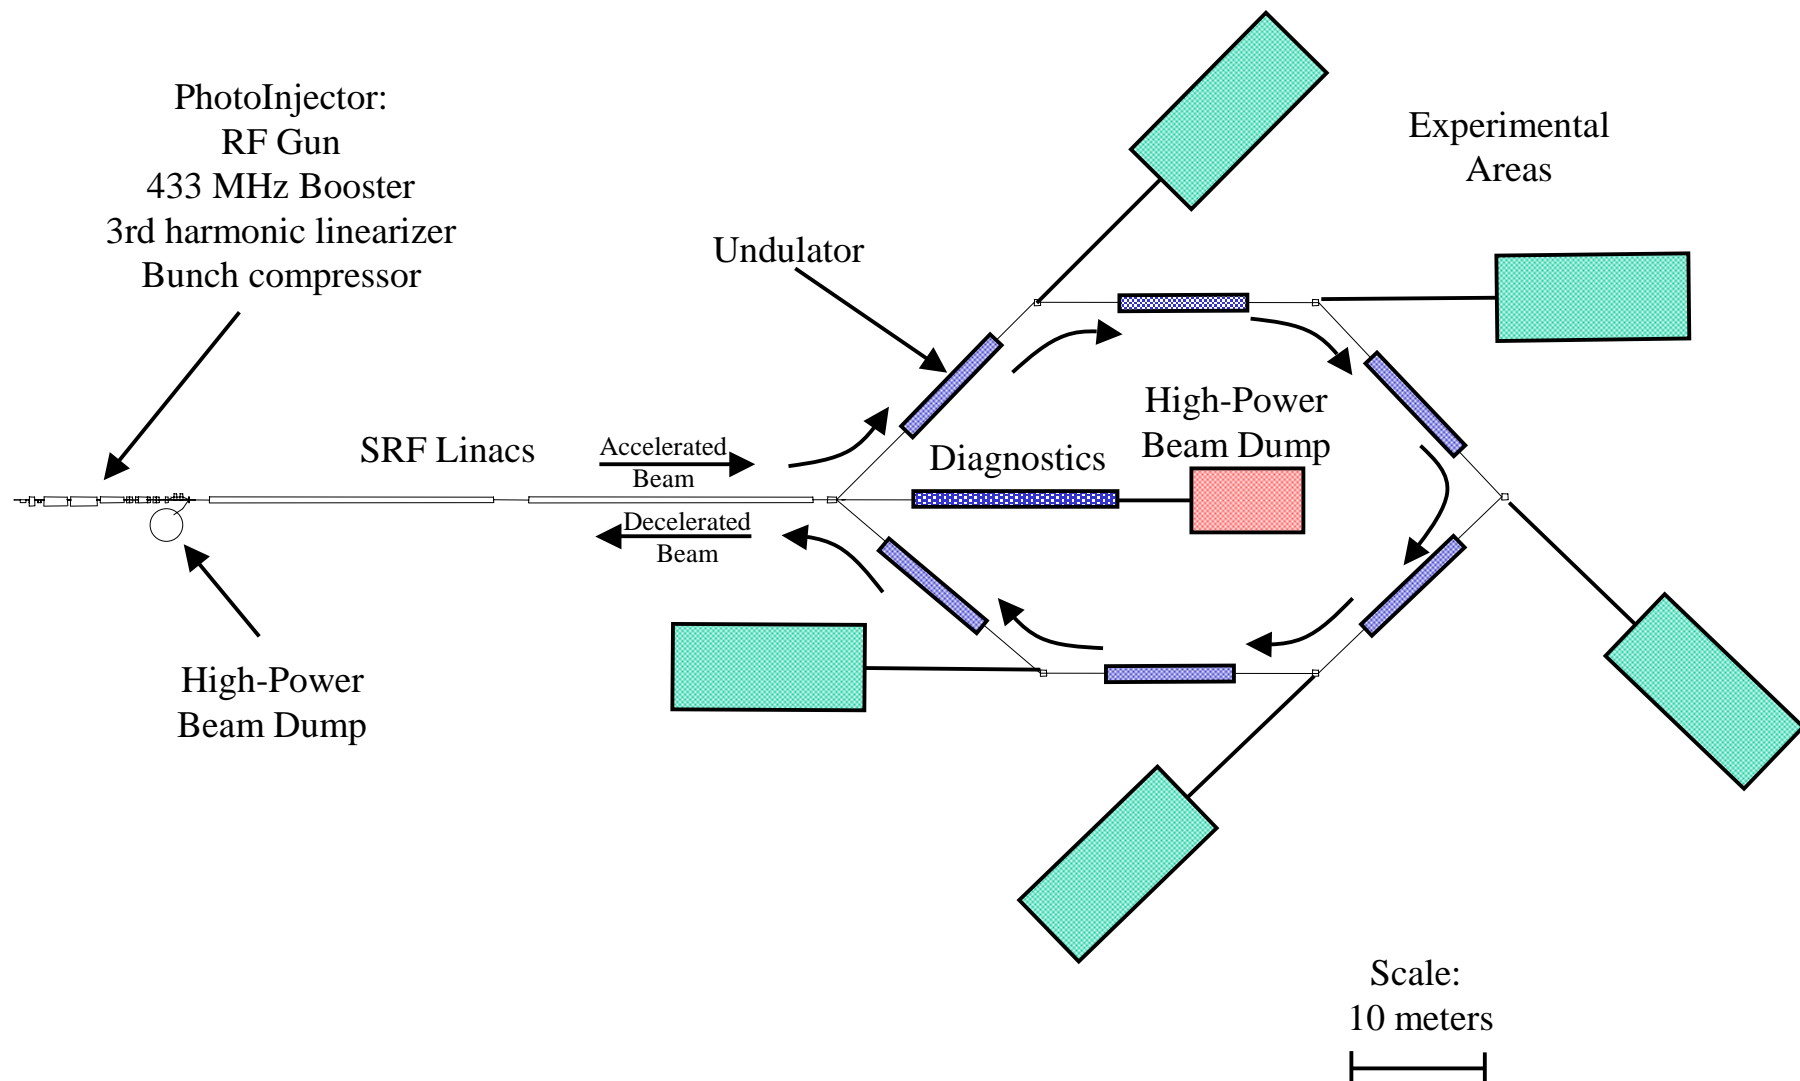 PhotoInjector:
RF Gun
433 MHz Booster
3rd harmonic linearizer
Bunch compressor
Experimental
Areas
Undulator
High-Power
Beam Dump
SRF Linacs
Accelerated
Beam
Diagnostics
Decelerated
Beam
High-Power
Beam Dump
Scale:
10 meters